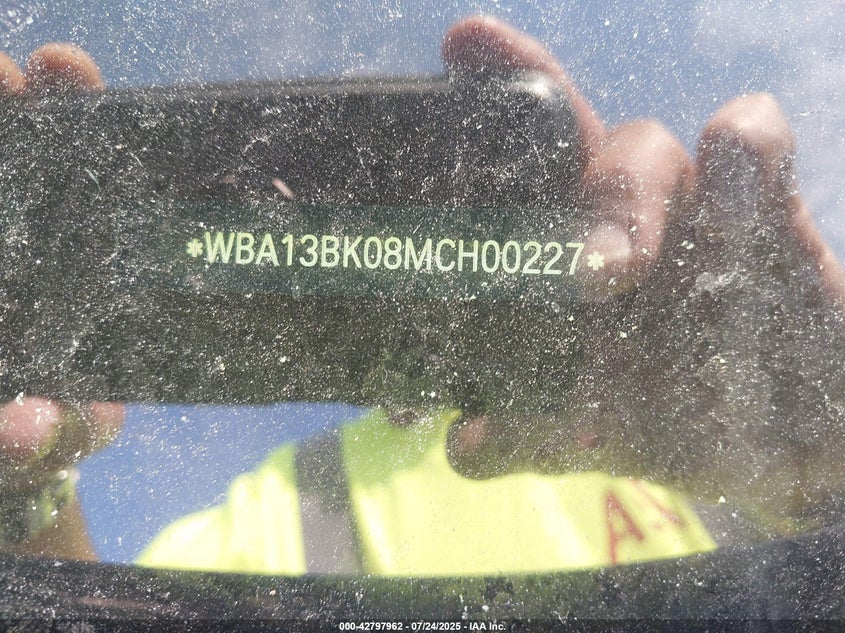 *WBA13BK08MCH00227*
A.
000-42797962 - 07/24/2025 - IAA Inc.